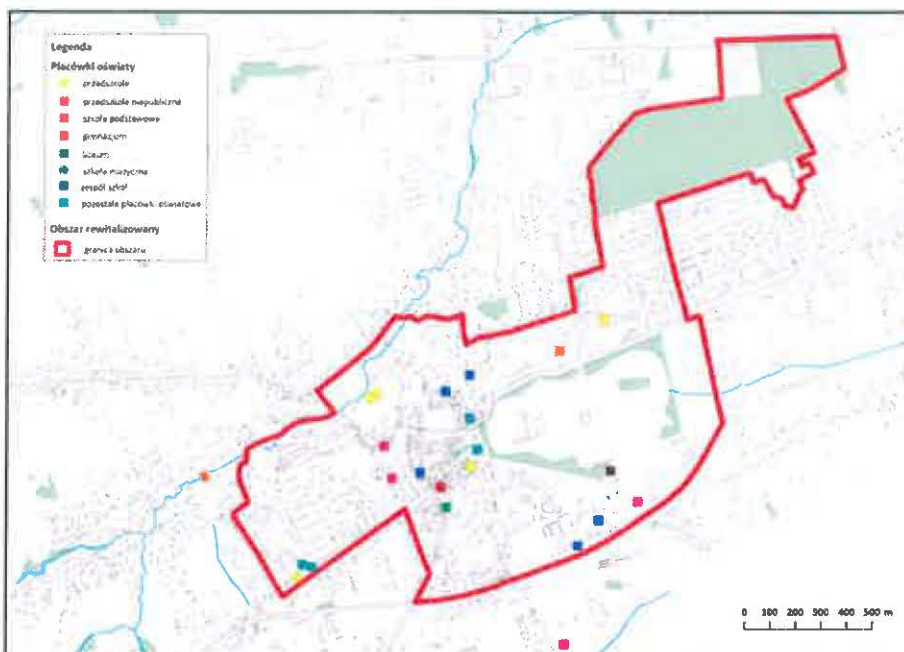 Legenda
Placówki oświaty
przedszkole
przedszkole niepubliczne
szkoła podstawowa
gimnazjum
liceum
szkoła muzyczna
zespół szkół
pozostałe placówki oświatowe
Obszar rewitalizowany
granica obszaru
0 100 200 300 400 500 m